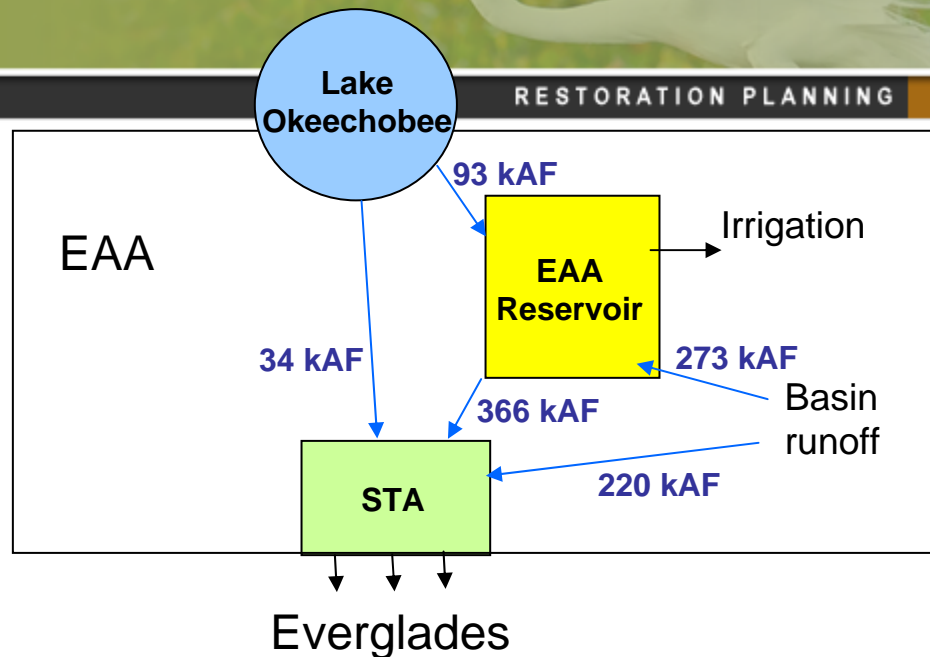 Lake
Okeechobee
RESTORATION PLANNING
93 kAF
EAA
Irrigation
EAA
Reservoir
34 kAF
273 kAF
366 kAF
Basin
runoff
220 kAF
STA
Everglades